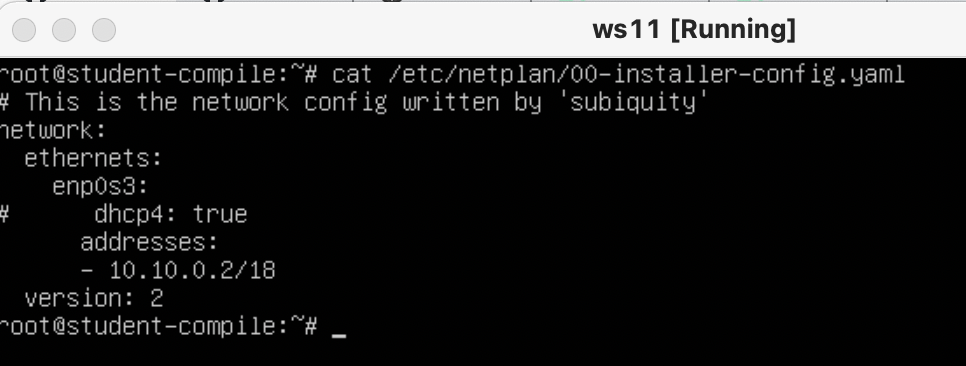 ws11 [Running]
root@student-compile:~# cat /etc/netplan/00-installer-config.yaml
# This is the network config written by 'subiquity'
network:
  ethernets:
    enp0s3:
#      dhcp4: true
      addresses:
      - 10.10.0.2/18
  version: 2
root@student-compile:~# _